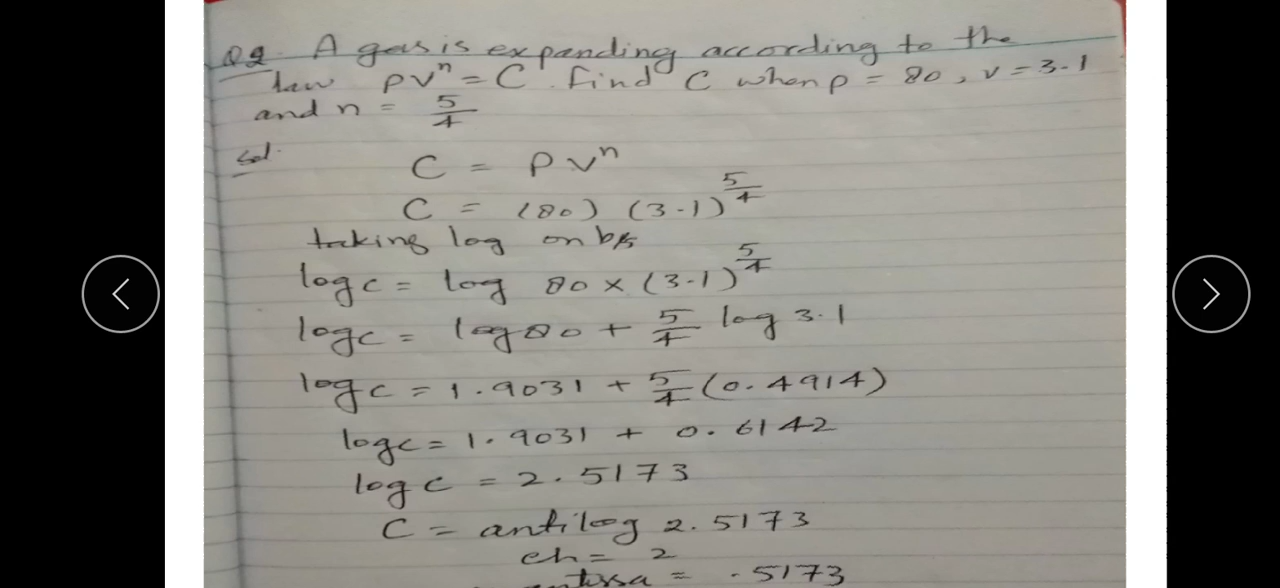 Q2. A gas is expanding according to the
law pvⁿ = C. find C when p = 80, v = 3.1
and n = 5/4
Sol.
C = Pvⁿ
C = (80) (3.1)^5/4
taking log on b/s
log c = log 80 × (3.1)^5/4
log c = log 80 + 5/4 log 3.1
log c = 1.9031 + 5/4 (0.4914)
log c = 1.9031 + 0.6142
log c = 2.5173
C = antilog 2.5173
ch = 2
= .5173